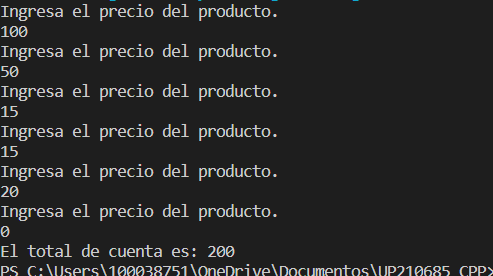 Ingresa el precio del producto.
100
Ingresa el precio del producto.
50
Ingresa el precio del producto.
15
Ingresa el precio del producto.
15
Ingresa el precio del producto.
20
Ingresa el precio del producto.
0
El total de cuenta es: 200
PS C:\Users\100038751\OneDrive\Documentos\UP210685_CPP>